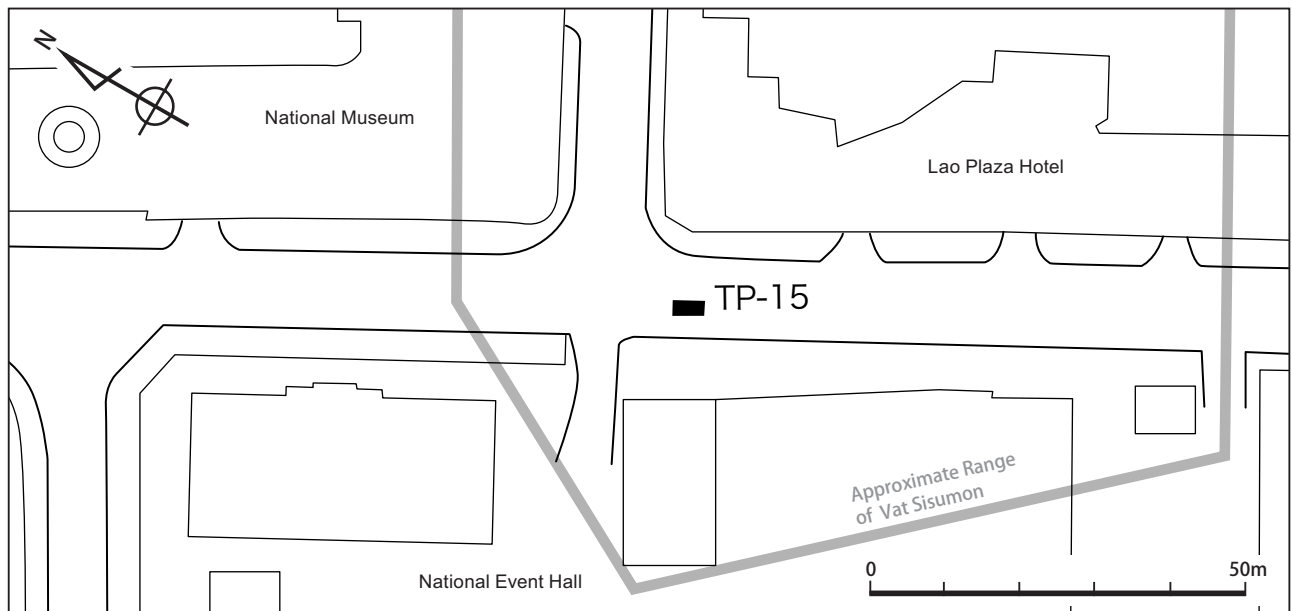 N
National Museum
Lao Plaza Hotel
TP-15
Approximate Range
of Vat Sisumon
National Event Hall
0
50m